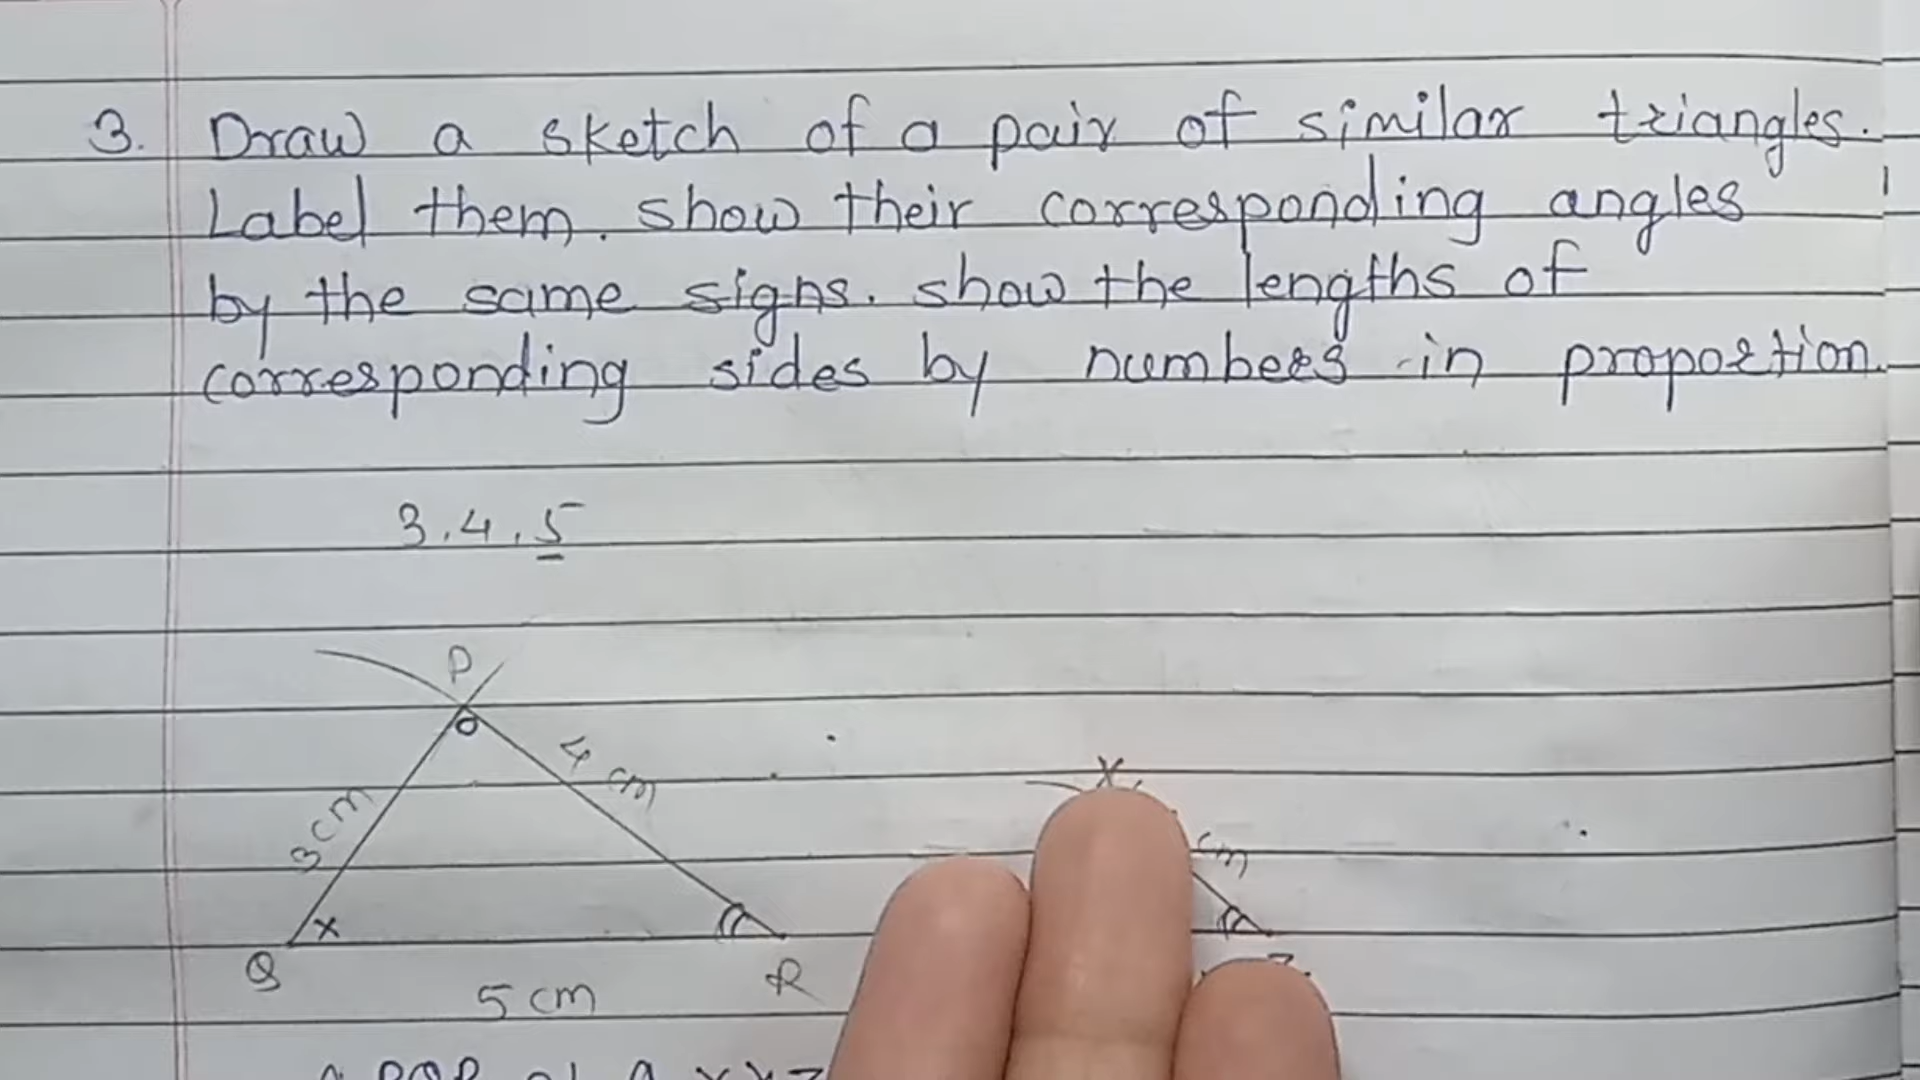 3. Draw a sketch of a pair of similar triangles.
Label them. show their corresponding angles
by the same signs. show the lengths of
corresponding sides by numbers in proportion.
3.4.5
P
3cm
4 cm
x
Q
R
5 cm
X
cm